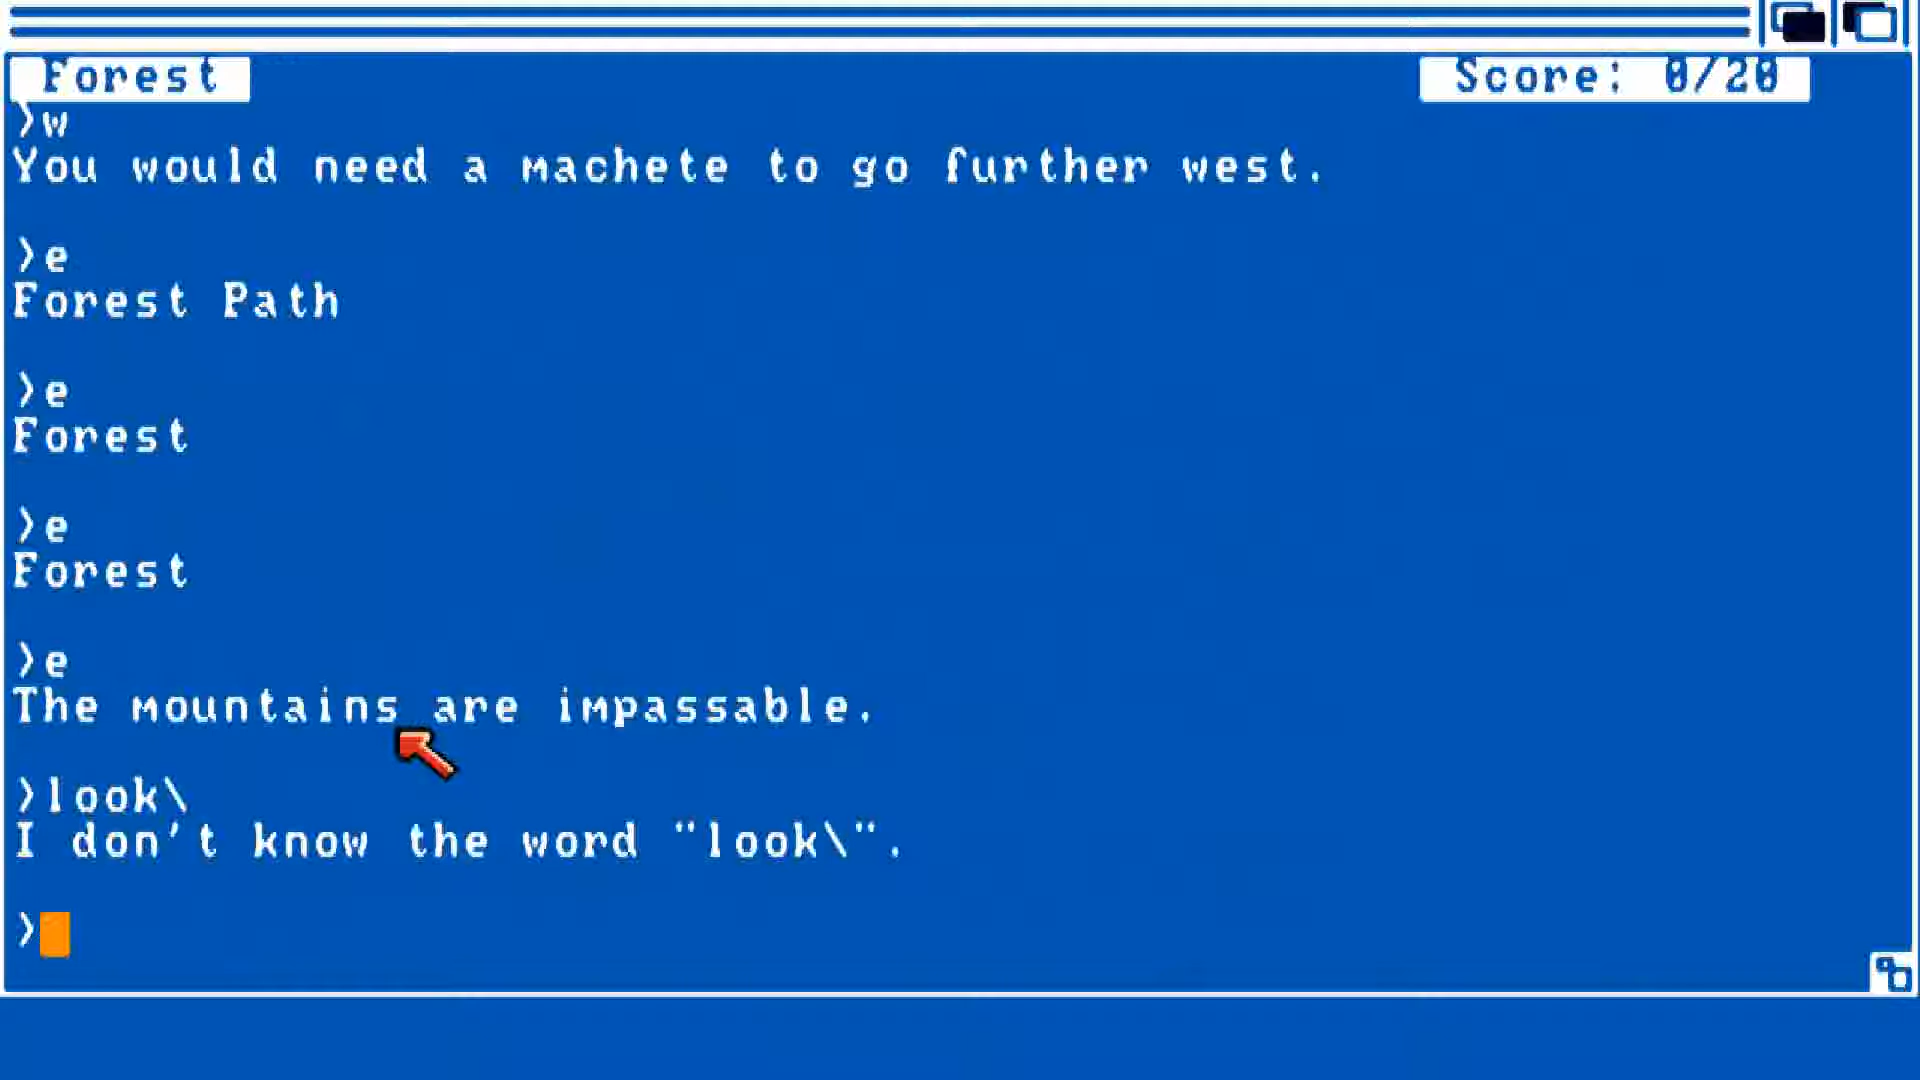 Forest Score: 0/20
>w
You would need a machete to go further west.
>e
Forest Path
>e
Forest
>e
Forest
>e
The mountains are impassable.
>look\
I don't know the word "look\".
>